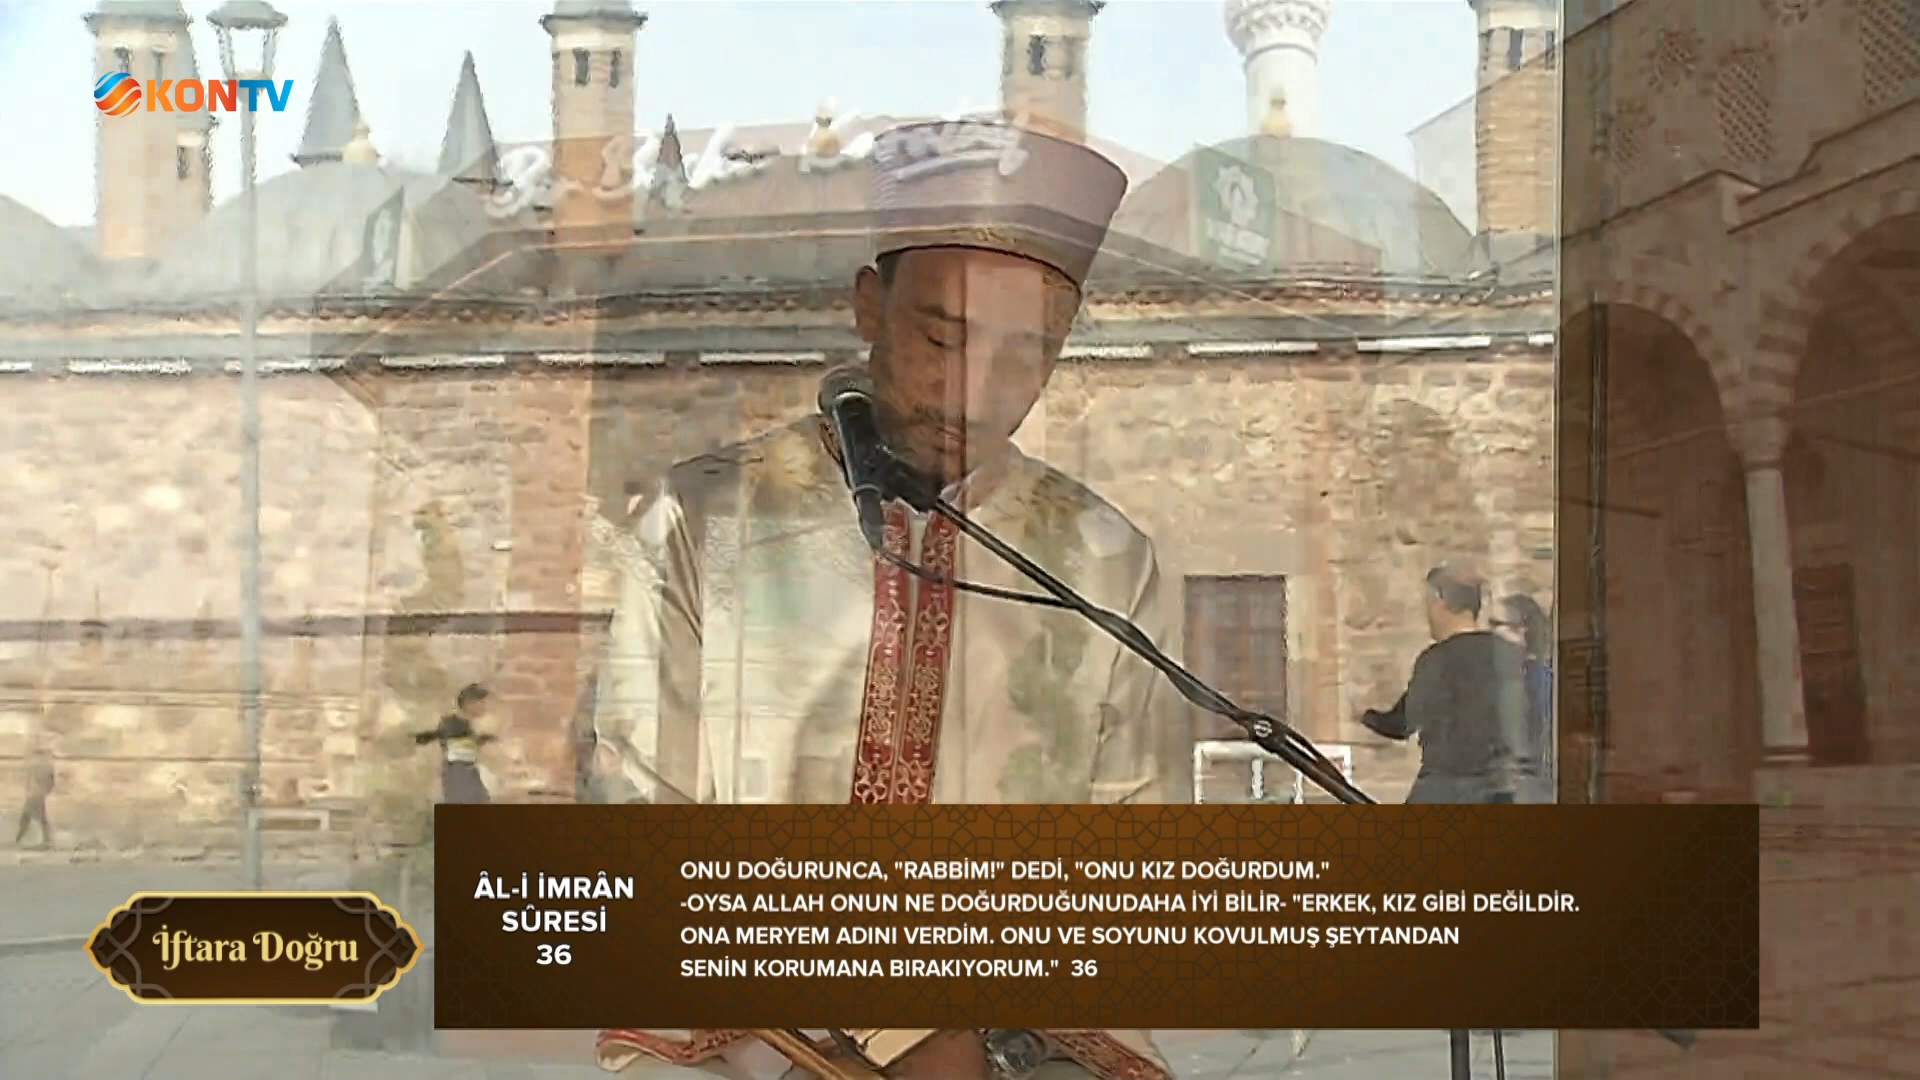 KONTV
ÂL-İ İMRÂN
SÛRESİ
36
ONU DOĞURUNCA, "RABBİM!" DEDİ, "ONU KIZ DOĞURDUM."
-OYSA ALLAH ONUN NE DOĞURDUĞUNUDAHA İYİ BİLİR- "ERKEK, KIZ GİBİ DEĞİLDİR.
ONA MERYEM ADINI VERDİM. ONU VE SOYUNU KOVULMUŞ ŞEYTANDAN
SENİN KORUMANA BIRAKIYORUM." 36
İftara Doğru